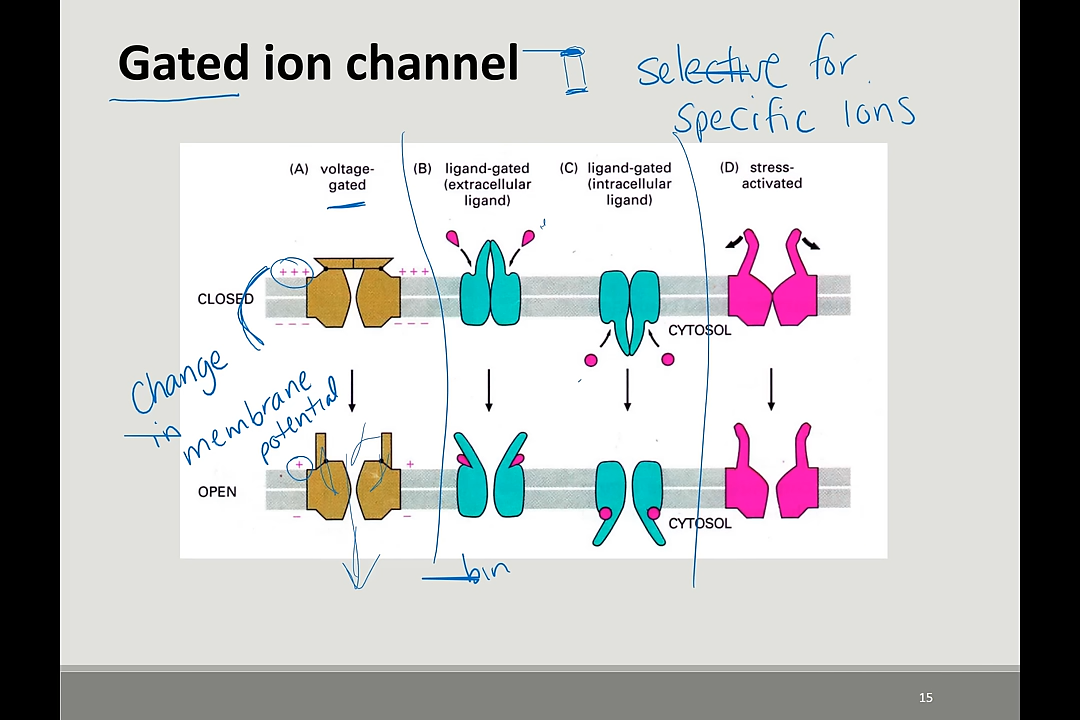 Gated ion channel
selective for
specific Ions
(A) voltage-
gated
(B) ligand-gated
(extracellular
ligand)
(C) ligand-gated
(intracellular
ligand)
(D) stress-
activated
+++
+++
CLOSED
– – –
– – –
CYTOSOL
Change
in membrane
potential
+
+
OPEN
–
–
CYTOSOL
bin
15